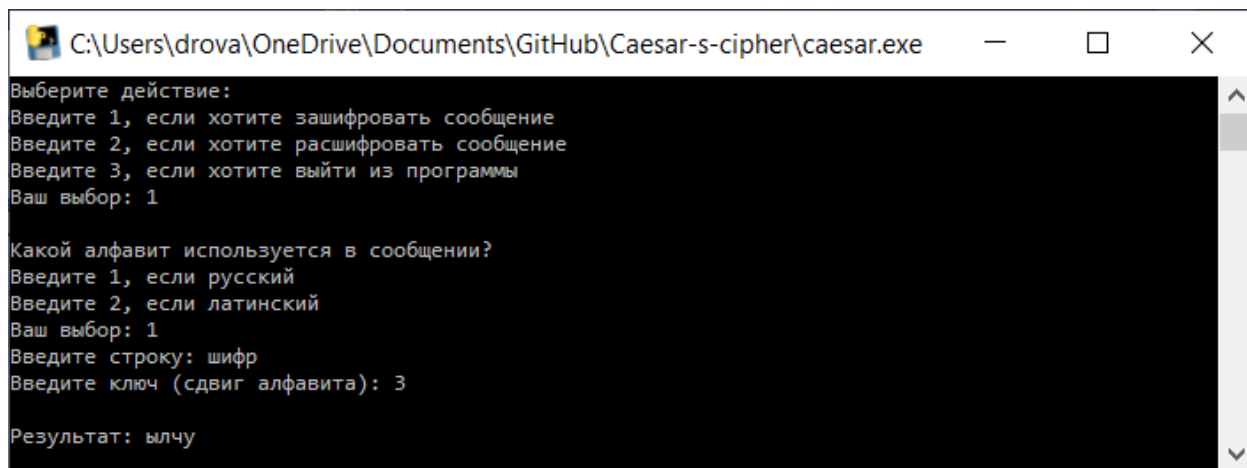 C:\Users\drova\OneDrive\Documents\GitHub\Caesar-s-cipher\caesar.exe
Выберите действие:
Введите 1, если хотите зашифровать сообщение
Введите 2, если хотите расшифровать сообщение
Введите 3, если хотите выйти из программы
Ваш выбор: 1
Какой алфавит используется в сообщении?
Введите 1, если русский
Введите 2, если латинский
Ваш выбор: 1
Введите строку: шифр
Введите ключ (сдвиг алфавита): 3
Результат: ылчу